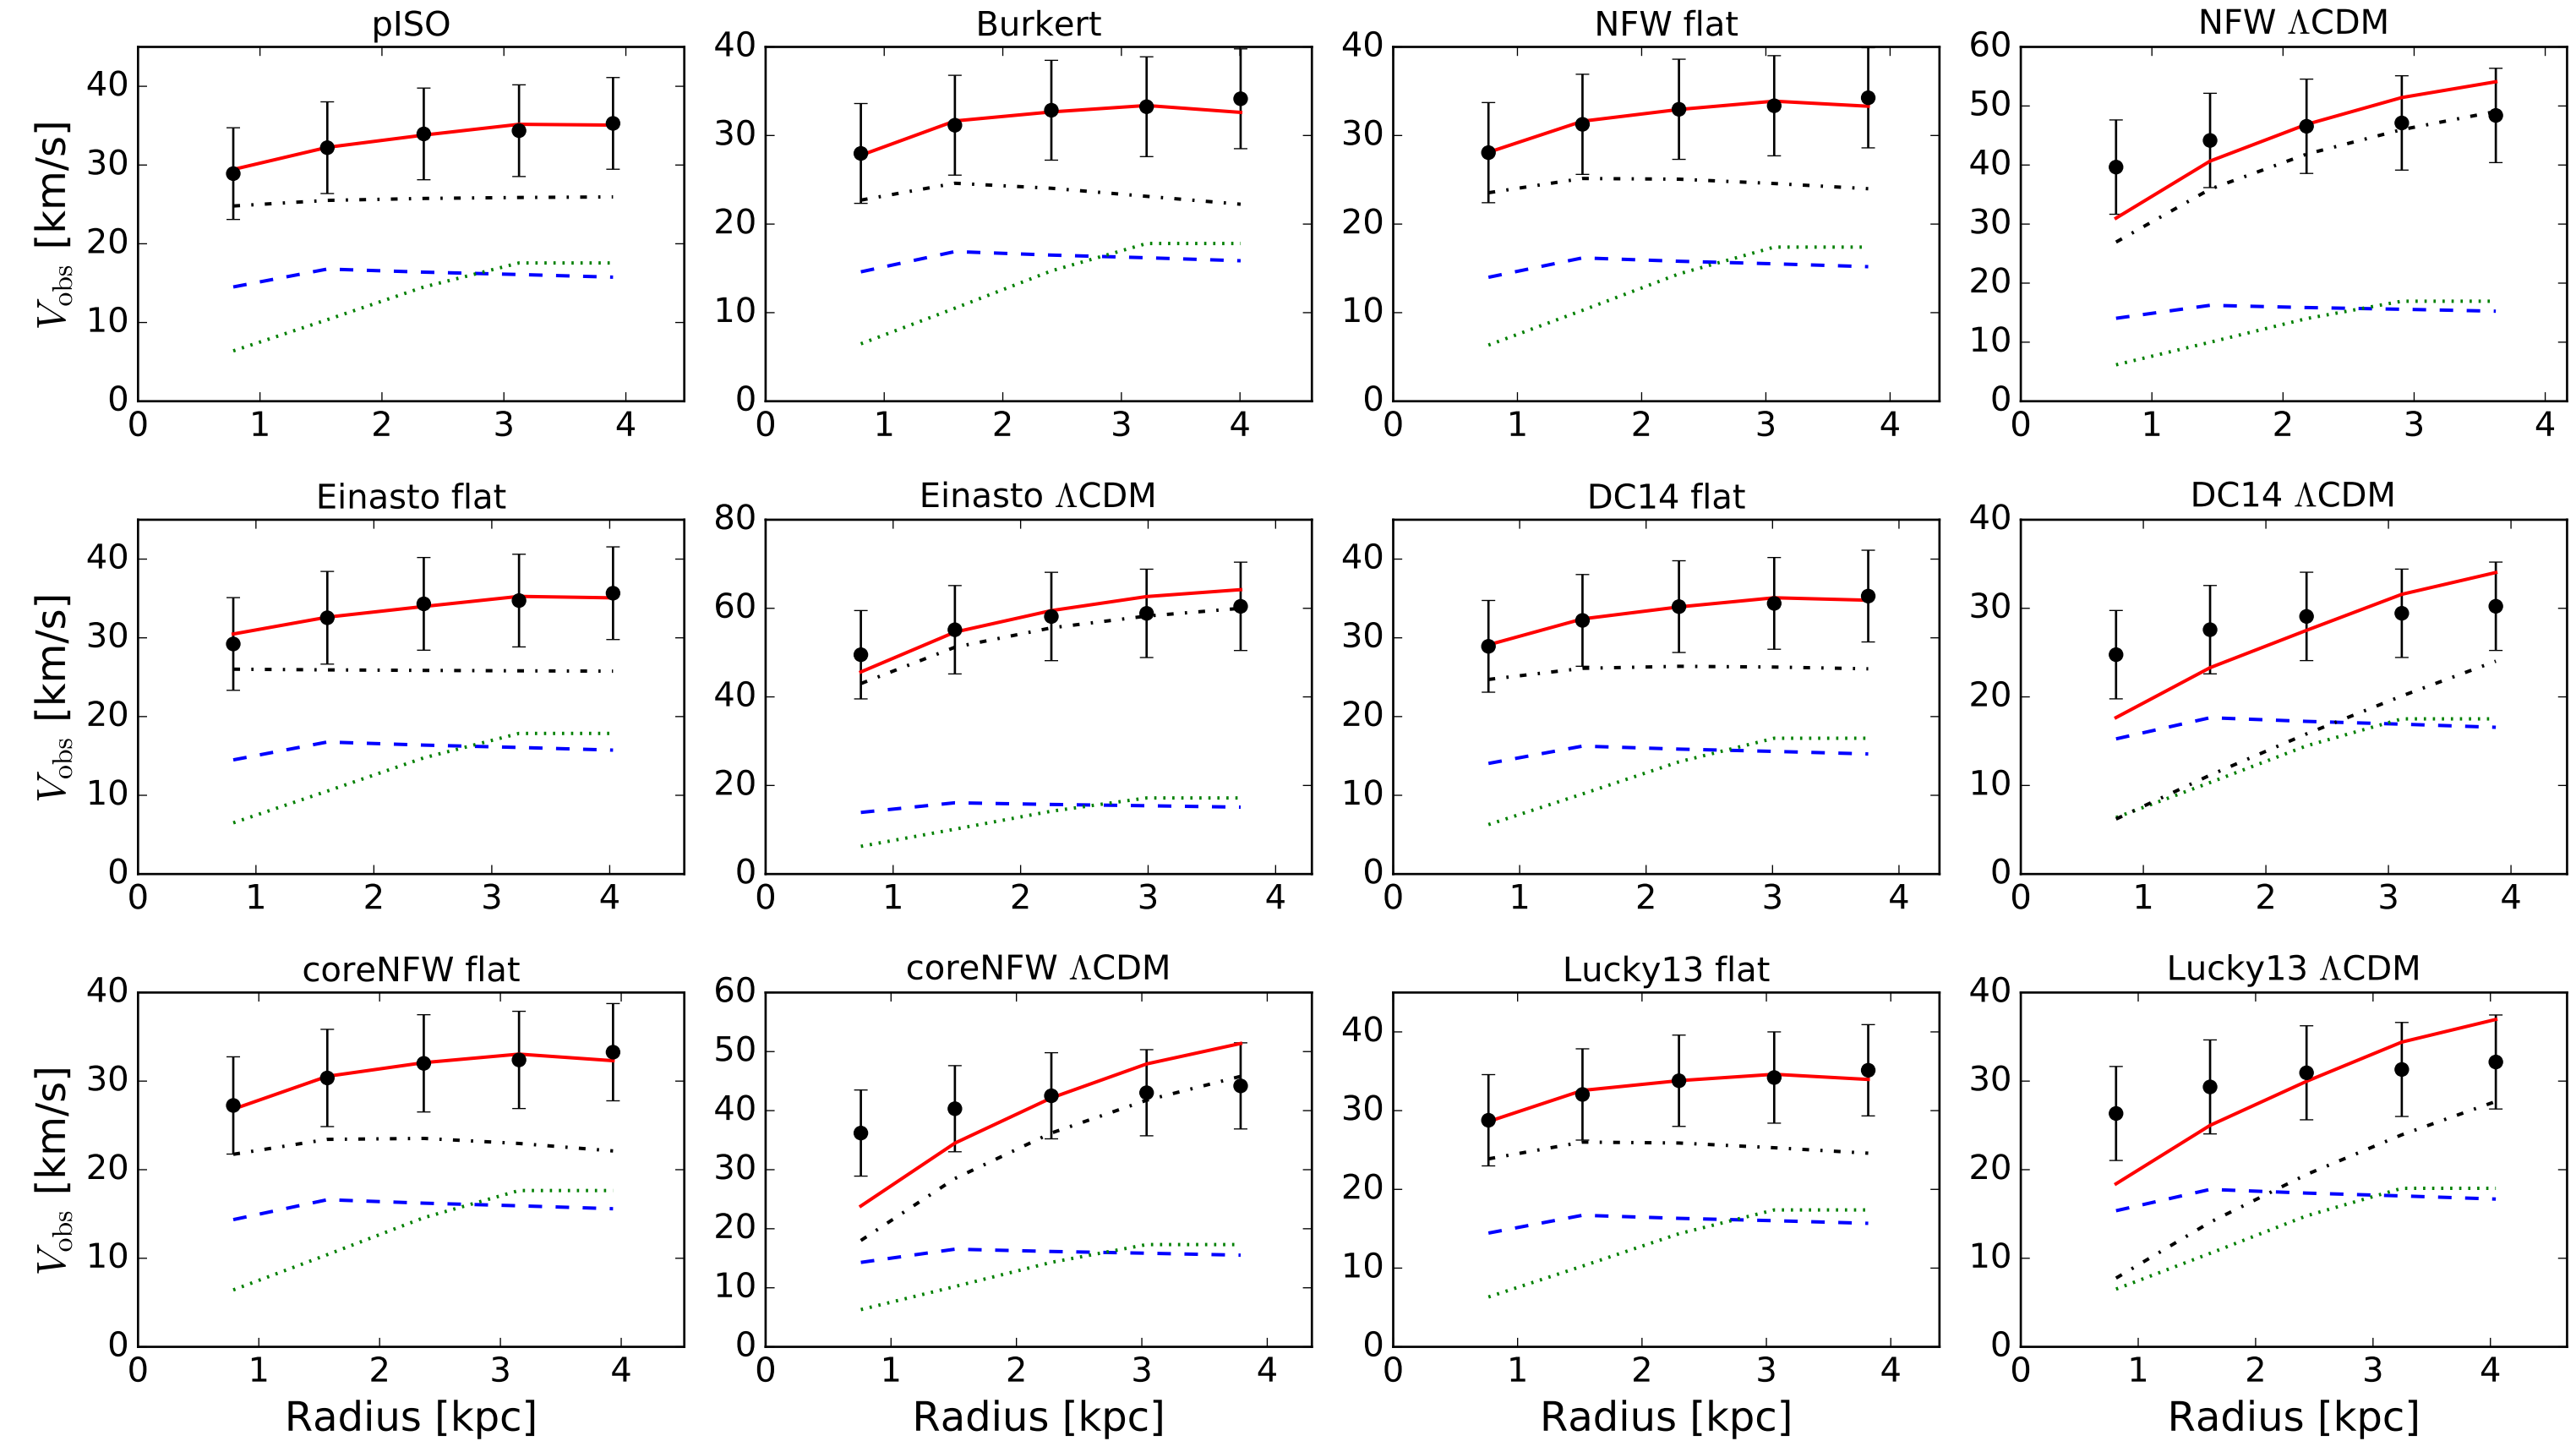 pISO
Burkert
NFW flat
NFW ΛCDM
V_obs [km/s]
40
30
20
10
0
0 1 2 3 4
40
30
20
10
0
0 1 2 3 4
40
30
20
10
0
0 1 2 3 4
60
50
40
30
20
10
0
0 1 2 3 4
Einasto flat
Einasto ΛCDM
DC14 flat
DC14 ΛCDM
V_obs [km/s]
40
30
20
10
0
0 1 2 3 4
80
60
40
20
0
0 1 2 3 4
40
30
20
10
0
0 1 2 3 4
40
30
20
10
0
0 1 2 3 4
coreNFW flat
coreNFW ΛCDM
Lucky13 flat
Lucky13 ΛCDM
V_obs [km/s]
40
30
20
10
0
0 1 2 3 4
60
50
40
30
20
10
0
0 1 2 3 4
40
30
20
10
0
0 1 2 3 4
40
30
20
10
0
0 1 2 3 4
Radius [kpc]
Radius [kpc]
Radius [kpc]
Radius [kpc]